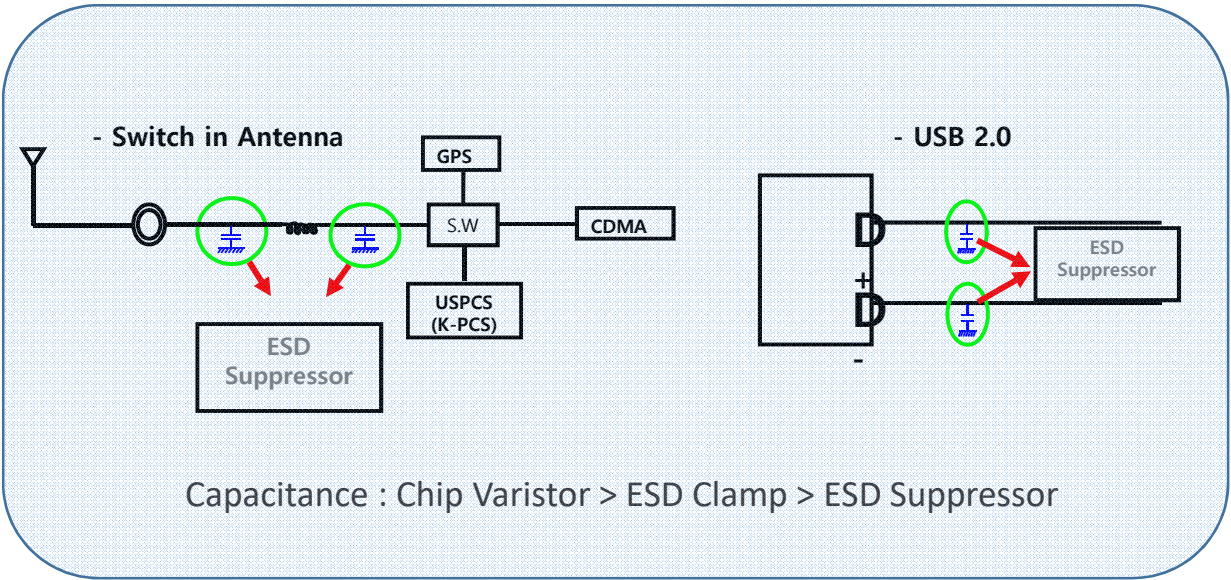 - Switch in Antenna
GPS
S.W
CDMA
USPCS
(K-PCS)
ESD
Suppressor
- USB 2.0
+
-
ESD
Suppressor
Capacitance : Chip Varistor > ESD Clamp > ESD Suppressor